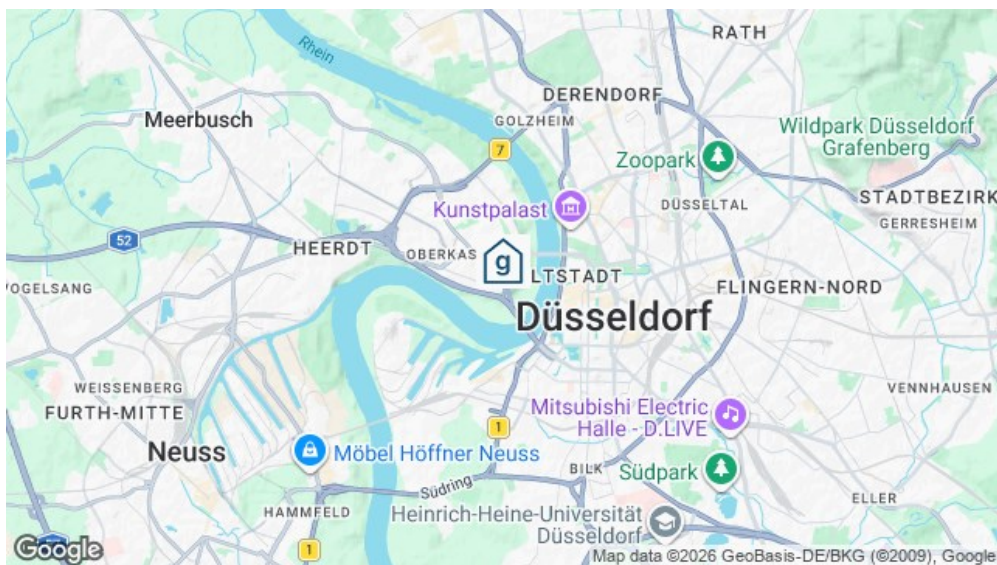 RATH
Rhein
DERENDORF
GOLZHEIM
Meerbusch
Wildpark Düsseldorf
Grafenberg
7
Zoopark
Kunstpalast
DÜSSELTAL
STADTBEZIRK
GERRESHEIM
52
HEERDT
OBERKAS
g
LTSTADT
VOGELSANG
FLINGERN-NORD
Düsseldorf
WEISSENBERG
VENNHAUSEN
FURTH-MITTE
Mitsubishi Electric
Halle - D.LIVE
1
Neuss
Möbel Höffner Neuss
BILK
Südpark
Südring
ELLER
HAMMFELD
Heinrich-Heine-Universität
Düsseldorf
1
Google
Map data ©2026 GeoBasis-DE/BKG (©2009), Google